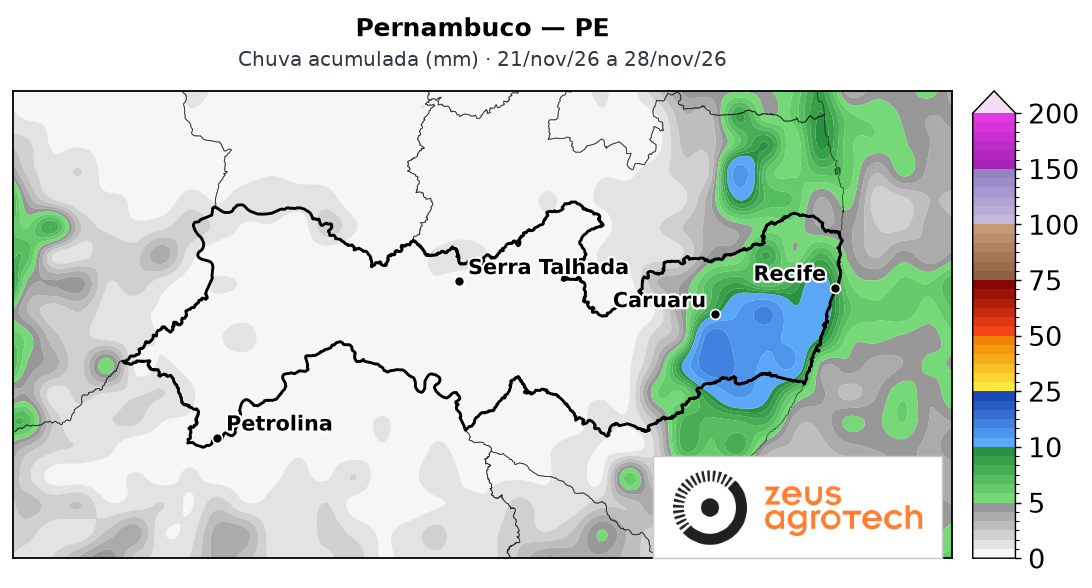 Pernambuco — PE
Chuva acumulada (mm) · 21/nov/26 a 28/nov/26
Serra Talhada
Recife
Caruaru
Petrolina
zeus
agrotech
200
150
100
75
50
25
10
5
0